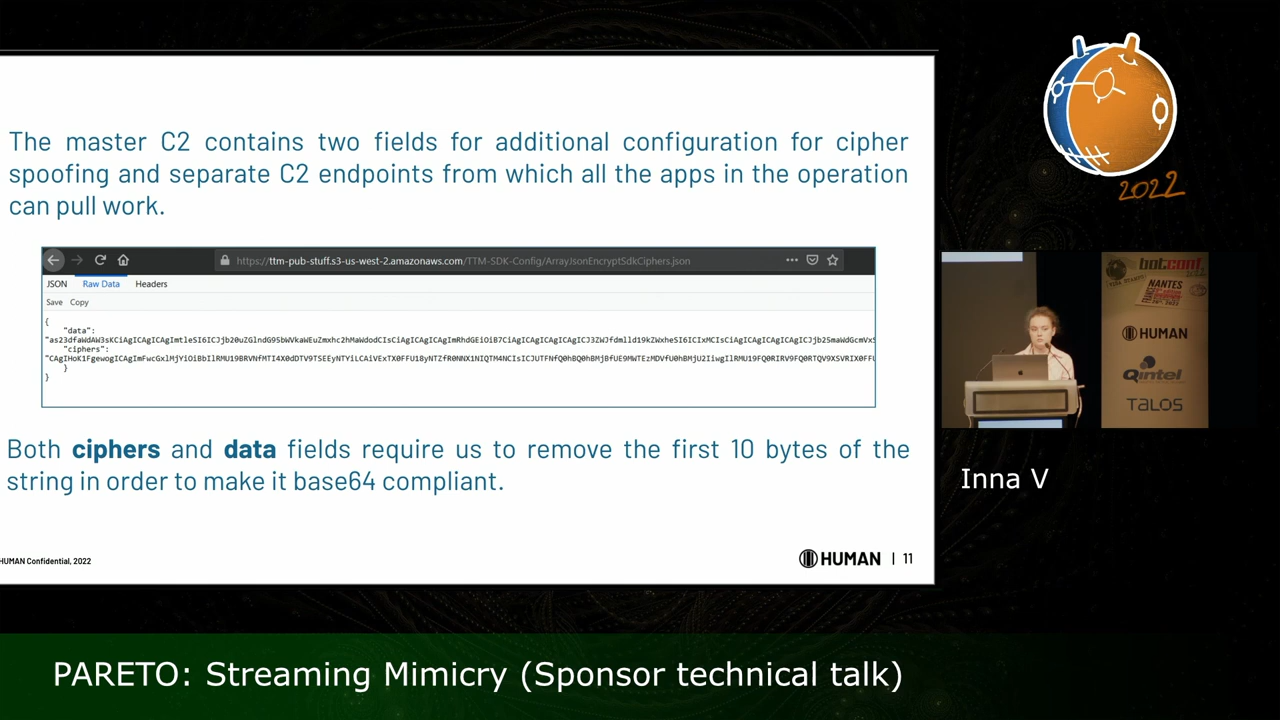 The master C2 contains two fields for additional configuration for cipher
spoofing and separate C2 endpoints from which all the apps in the operation
can pull work.
https://ttm-pub-stuff.s3-us-west-2.amazonaws.com/TTM-SDK-Config/ArrayJsonEncryptSdkCiphers.json
JSON Raw Data Headers
Save Copy
{
"data":
"ciphers":
}
}
Both ciphers and data fields require us to remove the first 10 bytes of the
string in order to make it base64 compliant.
HUMAN Confidential, 2022
HUMAN | 11
2022
botconf
NANTES
HUMAN
Qintel
TALOS
Inna V
PARETO: Streaming Mimicry (Sponsor technical talk)